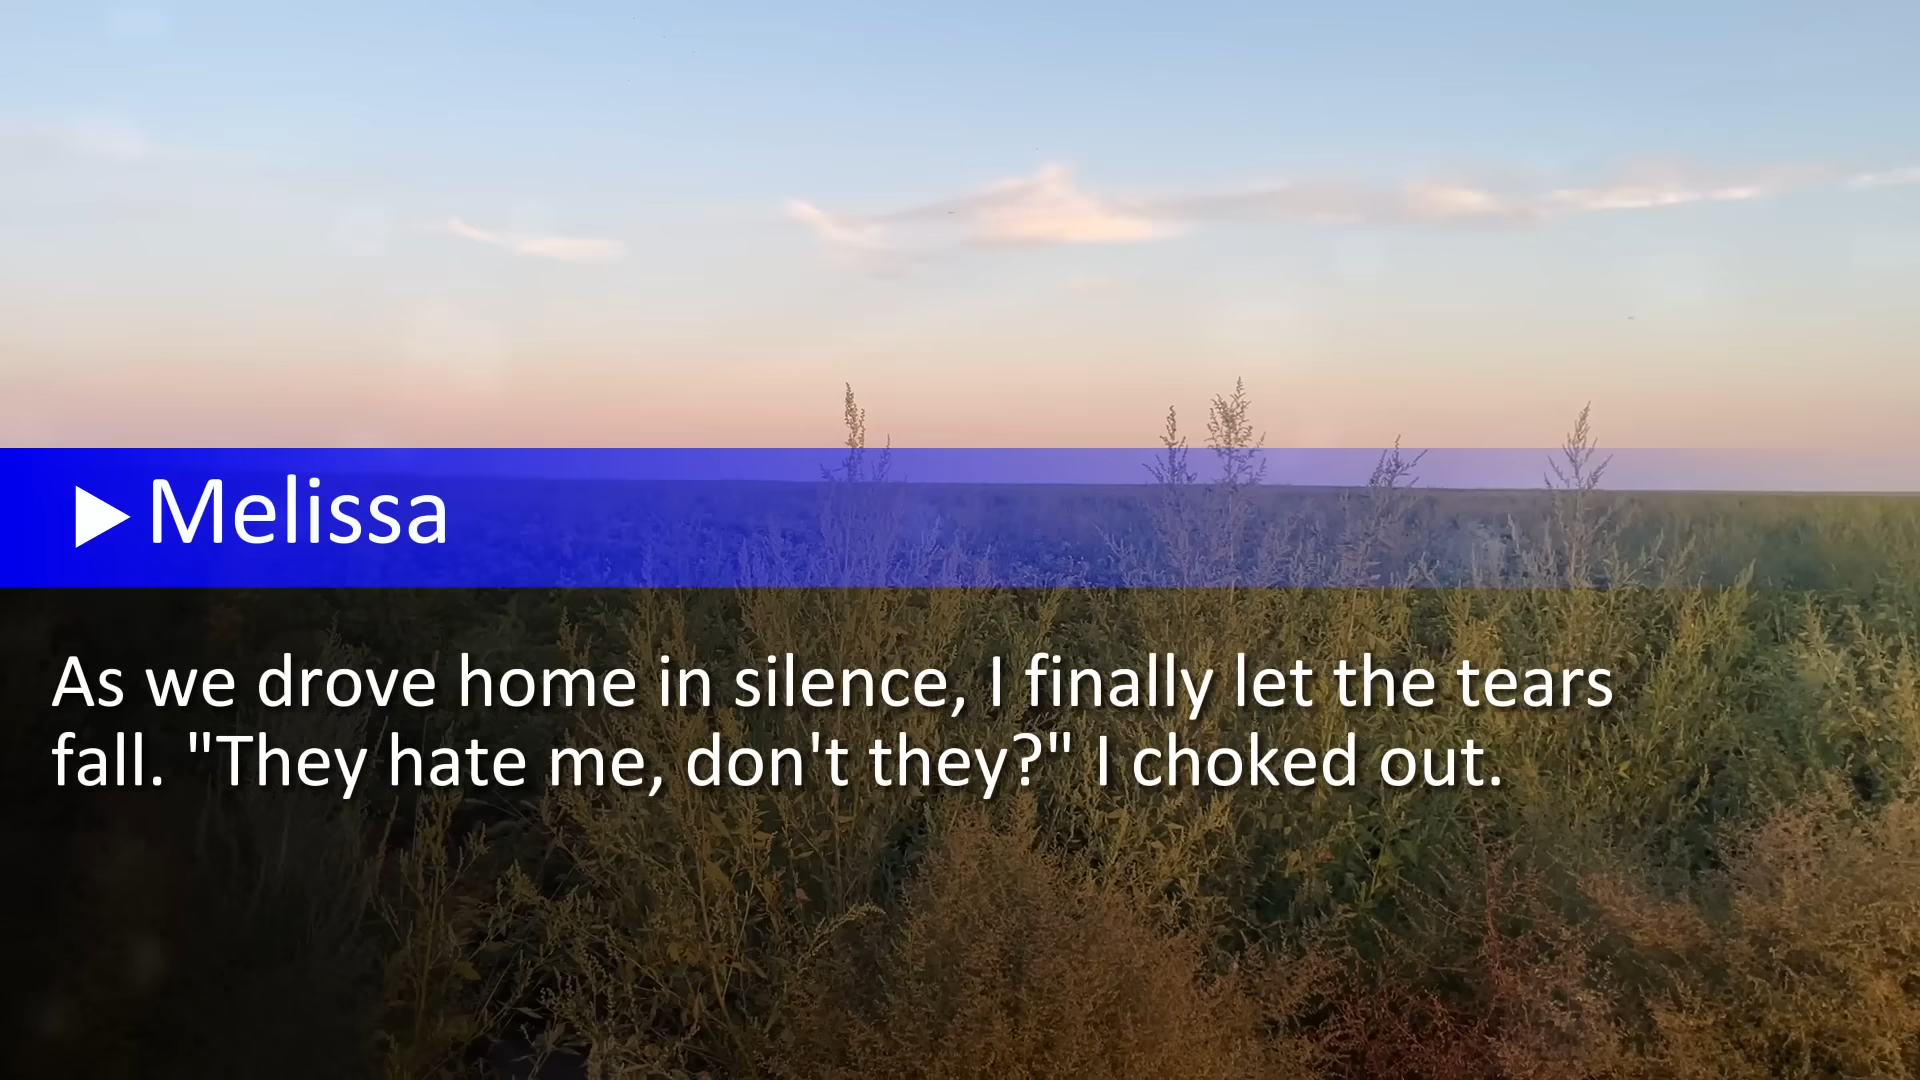 Melissa
As we drove home in silence, I finally let the tears
fall. "They hate me, don't they?" I choked out.